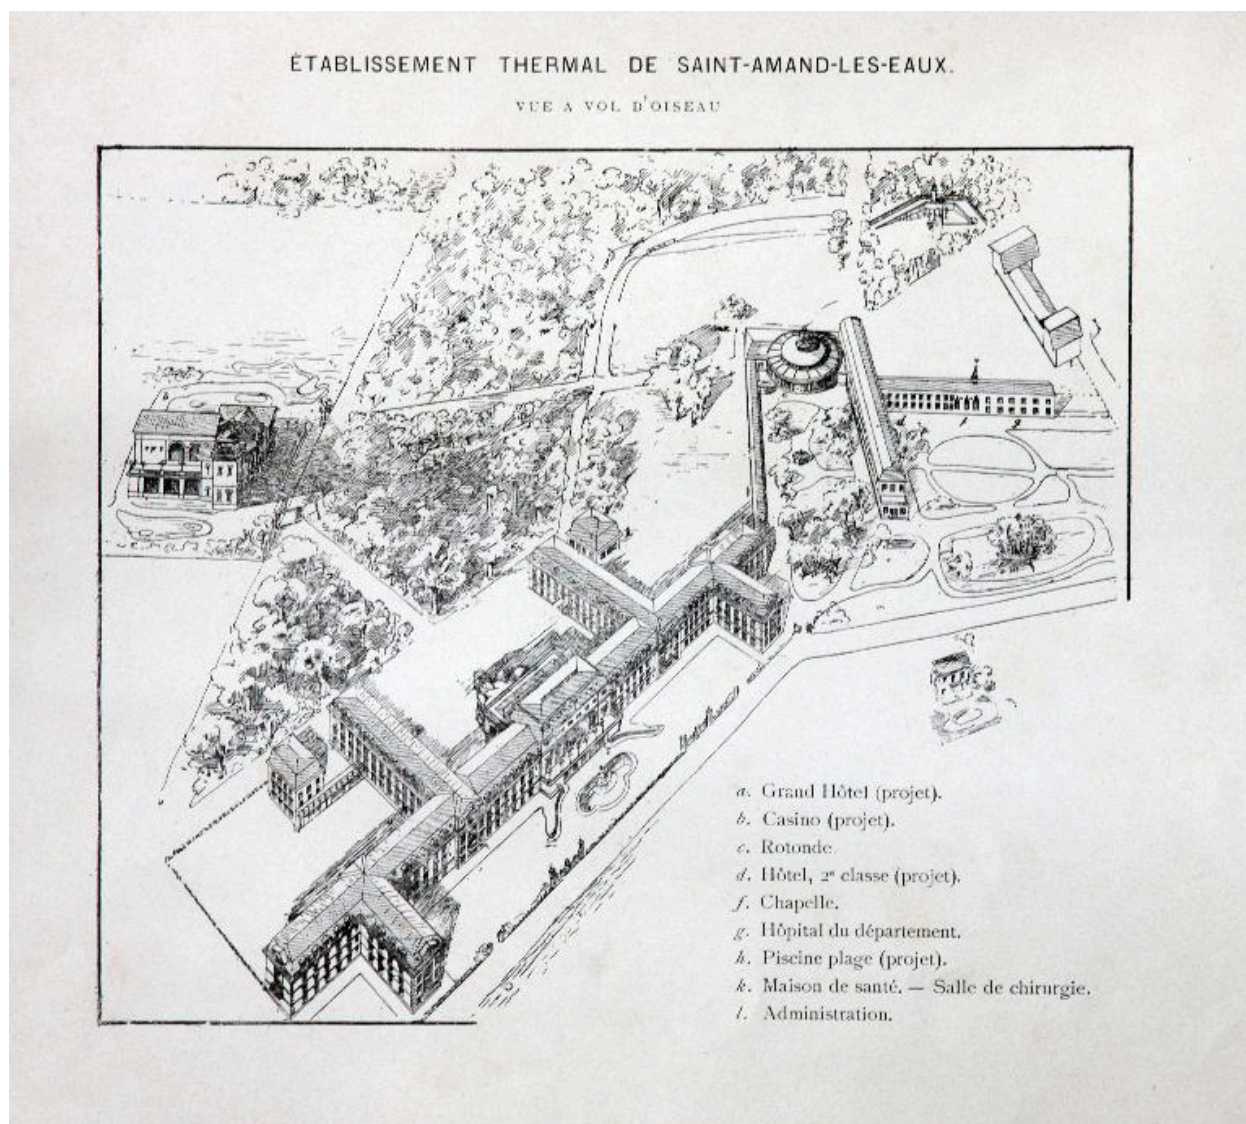 ÉTABLISSEMENT THERMAL DE SAINT-AMAND-LES-EAUX.
VUE A VOL D'OISEAU
a. Grand Hôtel (projet).
b. Casino (projet).
c. Rotonde.
d. Hôtel, 2e classe (projet).
f. Chapelle.
g. Hôpital du département.
h. Piscine plage (projet).
k. Maison de santé. — Salle de chirurgie.
l. Administration.